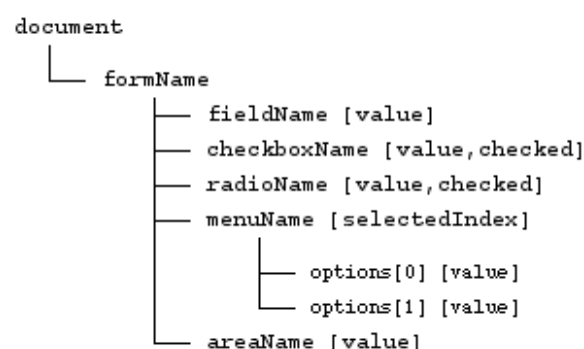 document
formName
fieldName [value]
checkboxName [value,checked]
radioName [value,checked]
menuName [selectedIndex]
options[0] [value]
options[1] [value]
areaName [value]